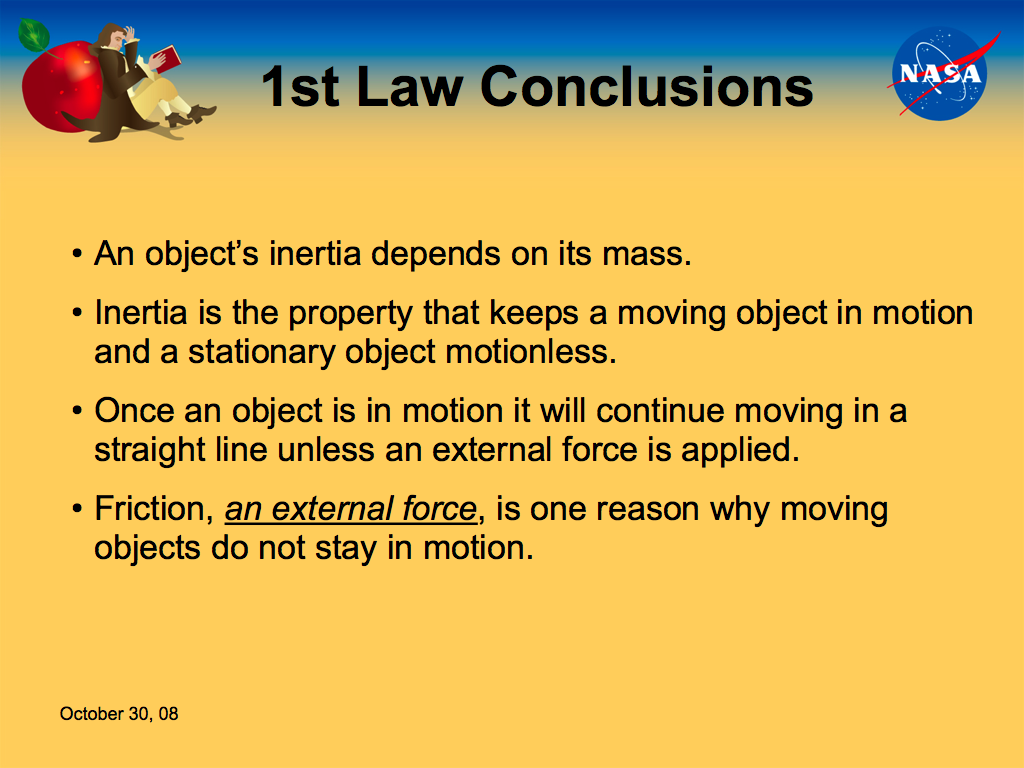 1st Law Conclusions
NASA
• An object’s inertia depends on its mass.
• Inertia is the property that keeps a moving object in motion
and a stationary object motionless.
• Once an object is in motion it will continue moving in a
straight line unless an external force is applied.
• Friction, an external force, is one reason why moving
objects do not stay in motion.
October 30, 08